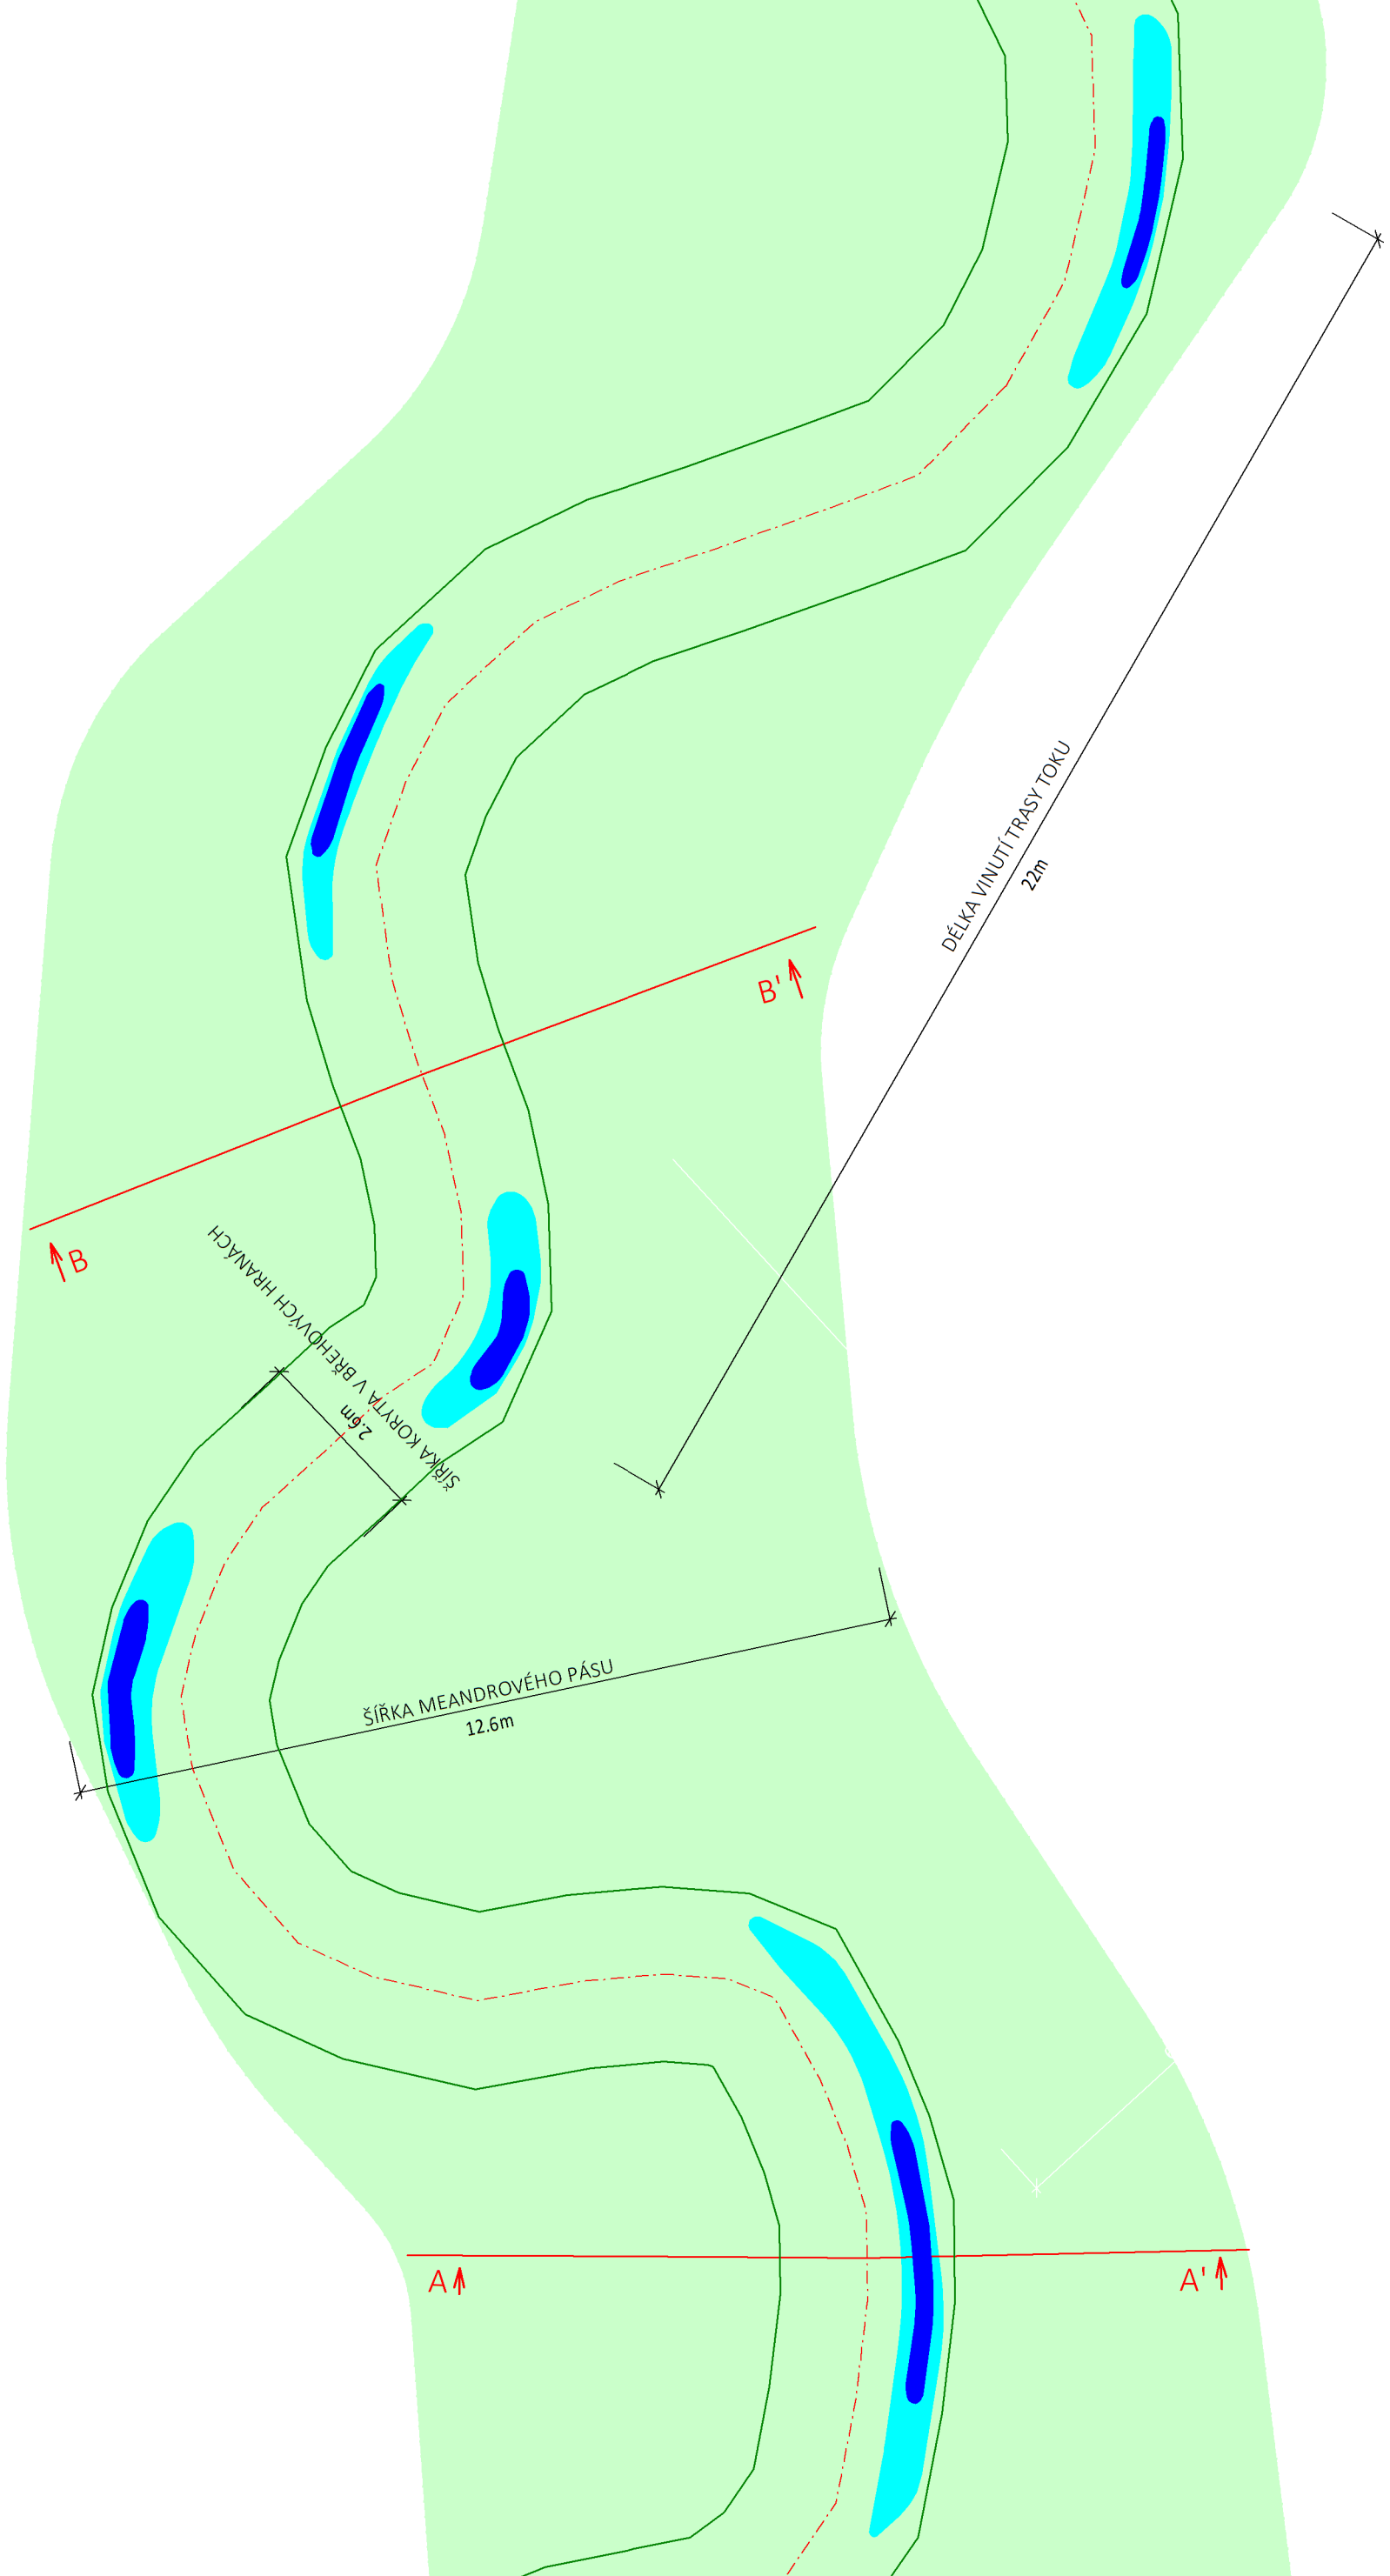 DÉLKA VINUTÍ TRASY TOKU
22m
B'
B
ŠÍŘKA KORYTA V BŘEHOVÝCH HRANÁCH
2.6m
ŠÍŘKA MEANDROVÉHO PÁSU
12.6m
A
A'